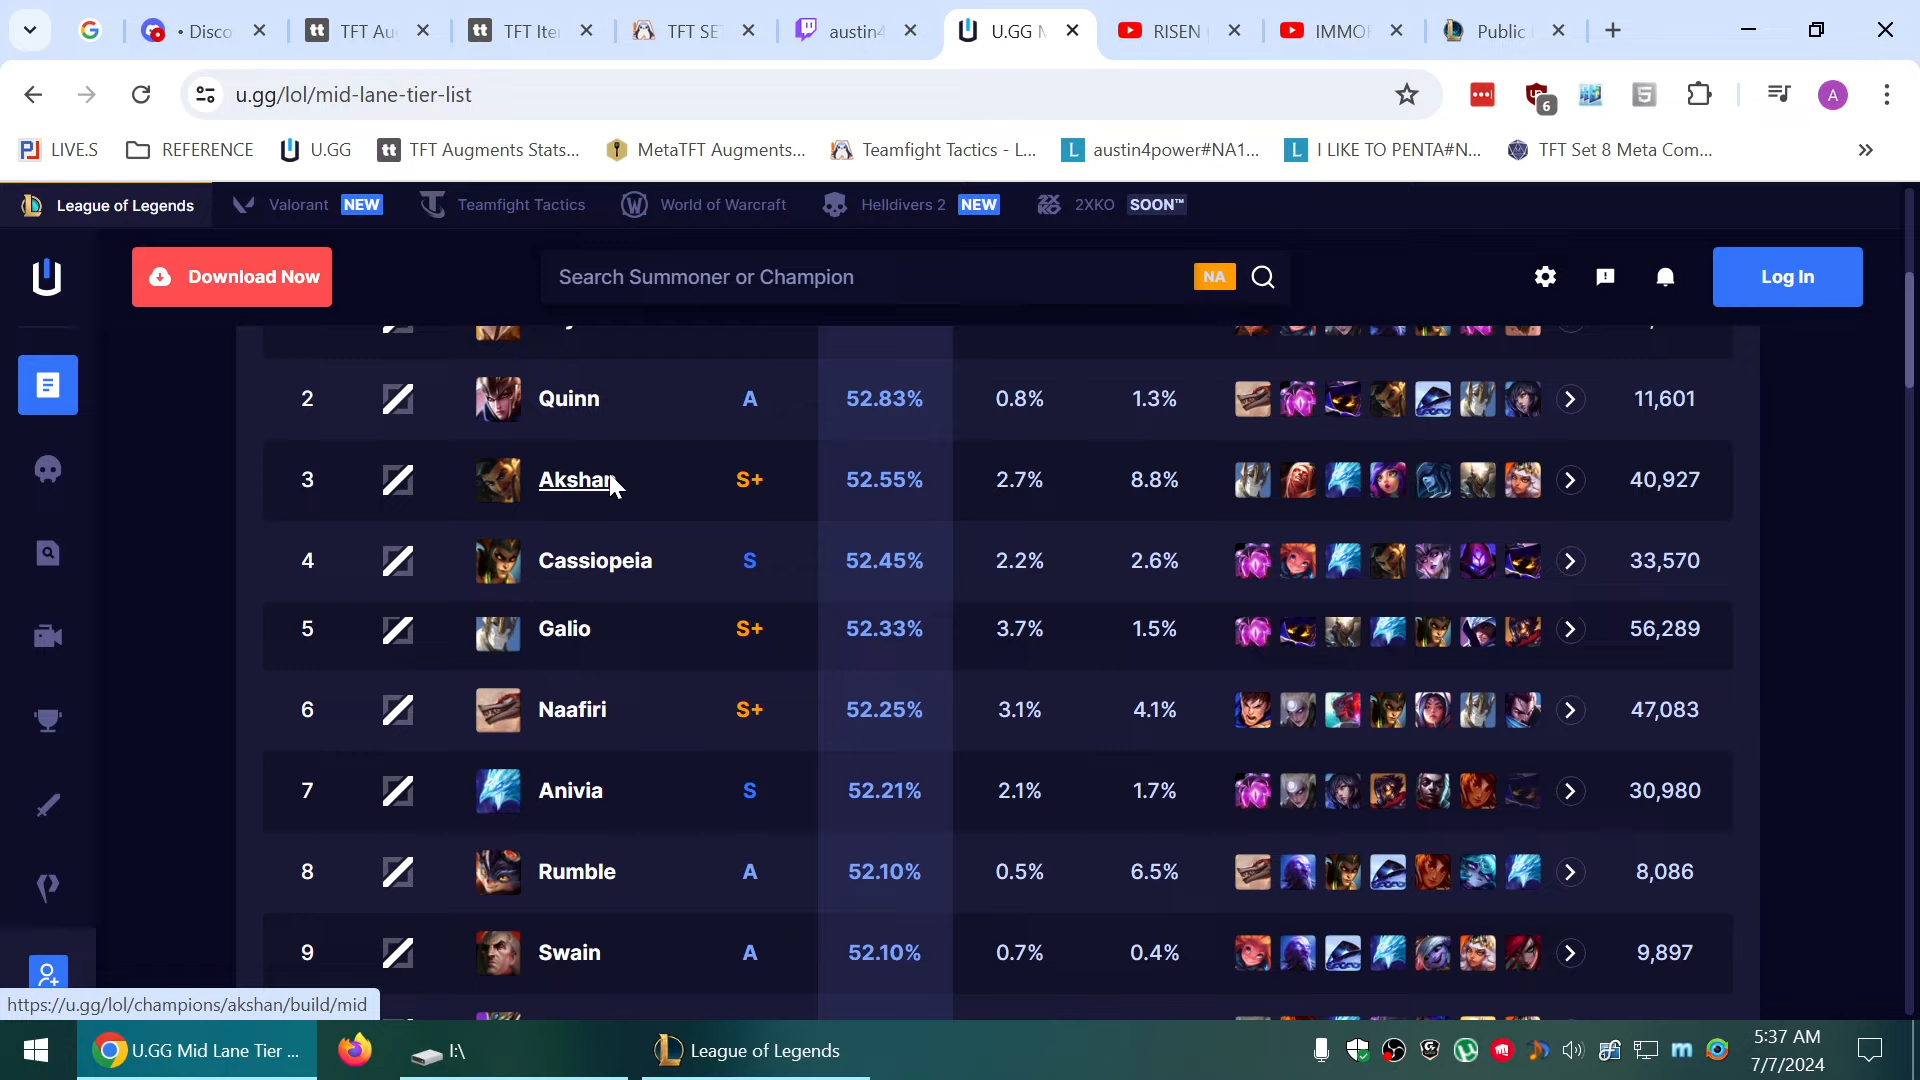 Disco
TFT Au
TFT Ite
TFT SE
austin4
U.GG M
RISEN
IMMO
Public
u.gg/lol/mid-lane-tier-list
6
A
LIVE.S
REFERENCE
U.GG
TFT Augments Stats...
MetaTFT Augments...
Teamfight Tactics - L...
austin4power#NA1...
I LIKE TO PENTA#N...
TFT Set 8 Meta Com...
League of Legends
Valorant NEW
Teamfight Tactics
World of Warcraft
Helldivers 2 NEW
2XKO SOON™
Download Now
Search Summoner or Champion
NA
Log In
2 Quinn A 52.83% 0.8% 1.3% 11,601
3 Akshan S+ 52.55% 2.7% 8.8% 40,927
4 Cassiopeia S 52.45% 2.2% 2.6% 33,570
5 Galio S+ 52.33% 3.7% 1.5% 56,289
6 Naafiri S+ 52.25% 3.1% 4.1% 47,083
7 Anivia S 52.21% 2.1% 1.7% 30,980
8 Rumble A 52.10% 0.5% 6.5% 8,086
9 Swain A 52.10% 0.7% 0.4% 9,897
https://u.gg/lol/champions/akshan/build/mid
U.GG Mid Lane Tier ...
I:\
League of Legends
5:37 AM
7/7/2024